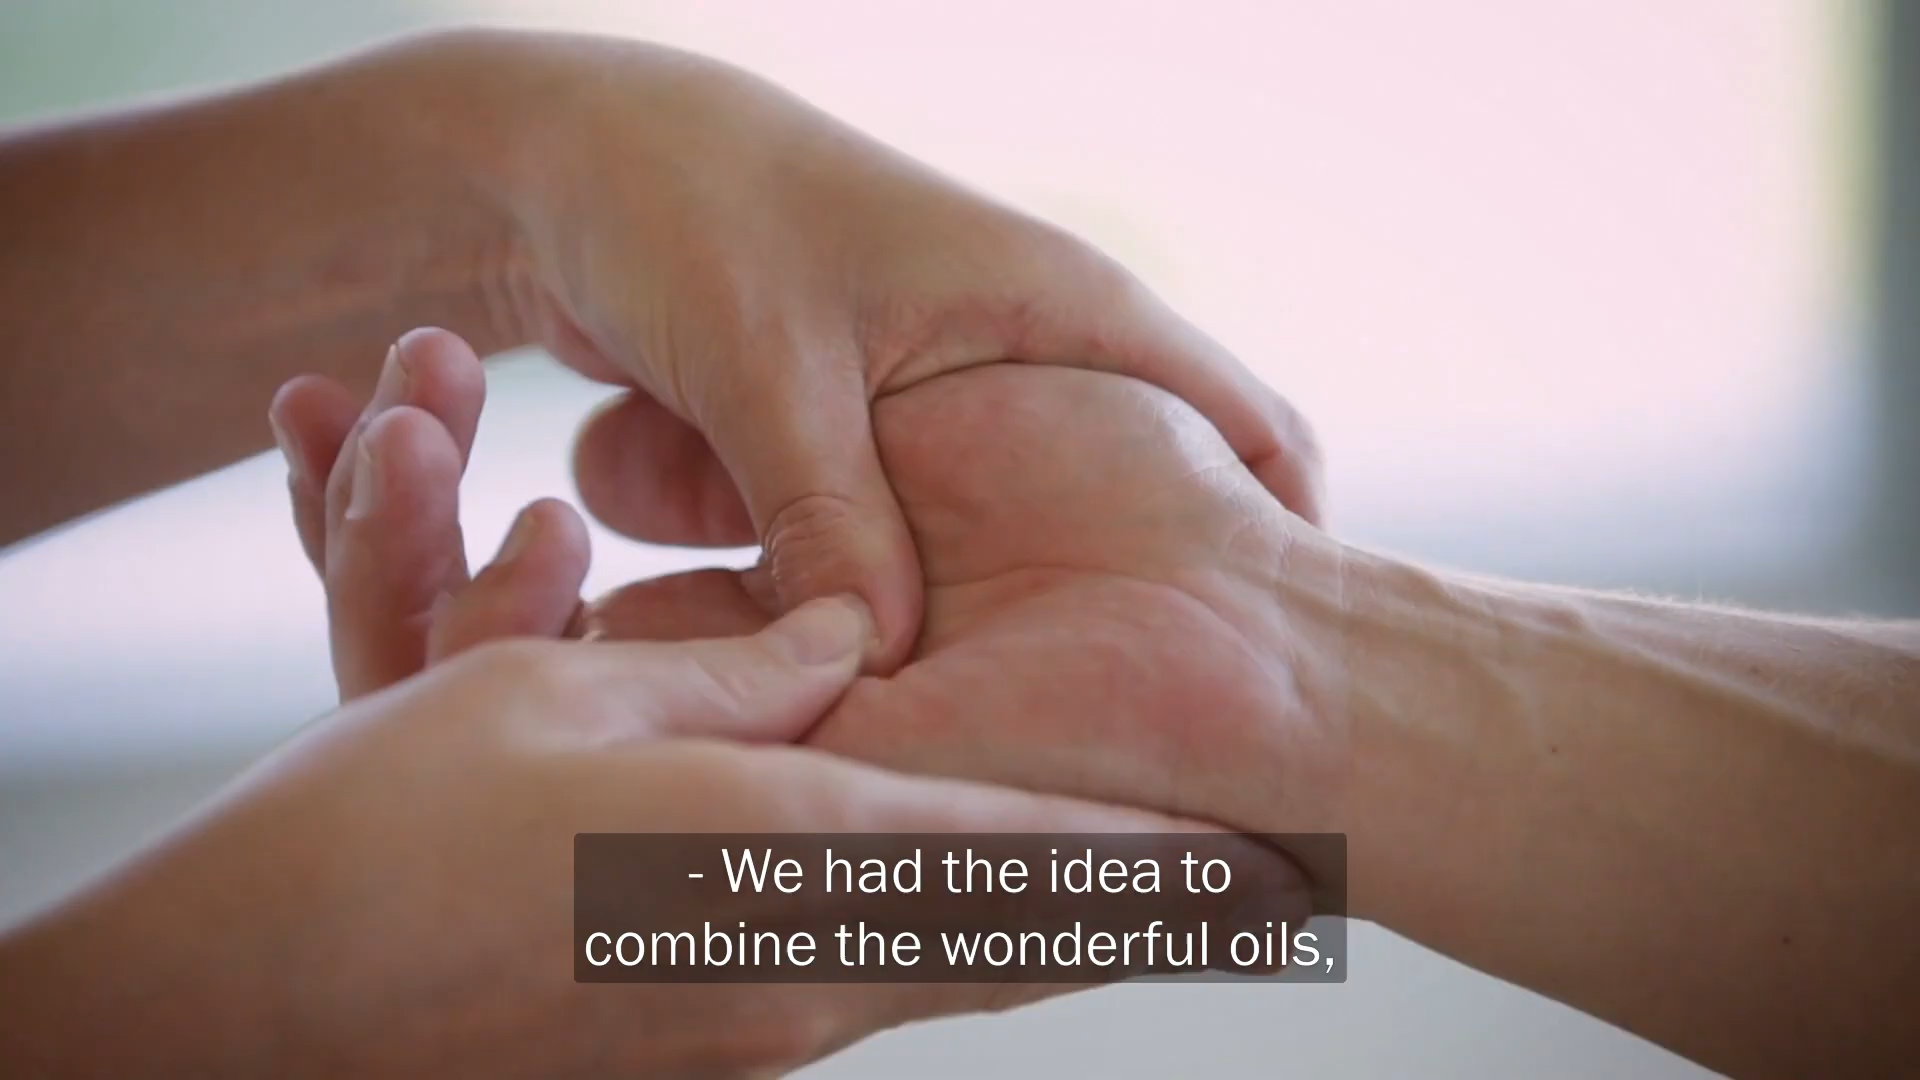 - We had the idea to
combine the wonderful oils,